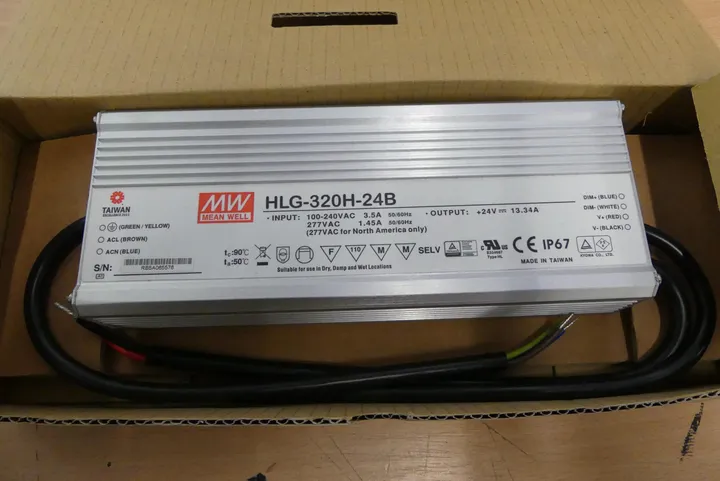 TAIWAN
MW
MEAN WELL
HLG-320H-24B
· INPUT: 100-240VAC 3.5A 50/60Hz
277VAC 1.45A 50/60Hz
(277VAC for North America only)
· OUTPUT: +24V 13.34A
DIM+ (BLUE)
DIM- (WHITE)
V+ (RED)
V- (BLACK)
(GREEN / YELLOW)
ACL (BROWN)
ACN (BLUE)
S/N:
tc:90°C
ta:50°C
F
110
M
M
SELV
Suitable for use in Dry, Damp and Wet Locations
Type HL
CE
IP67
MADE IN TAIWAN